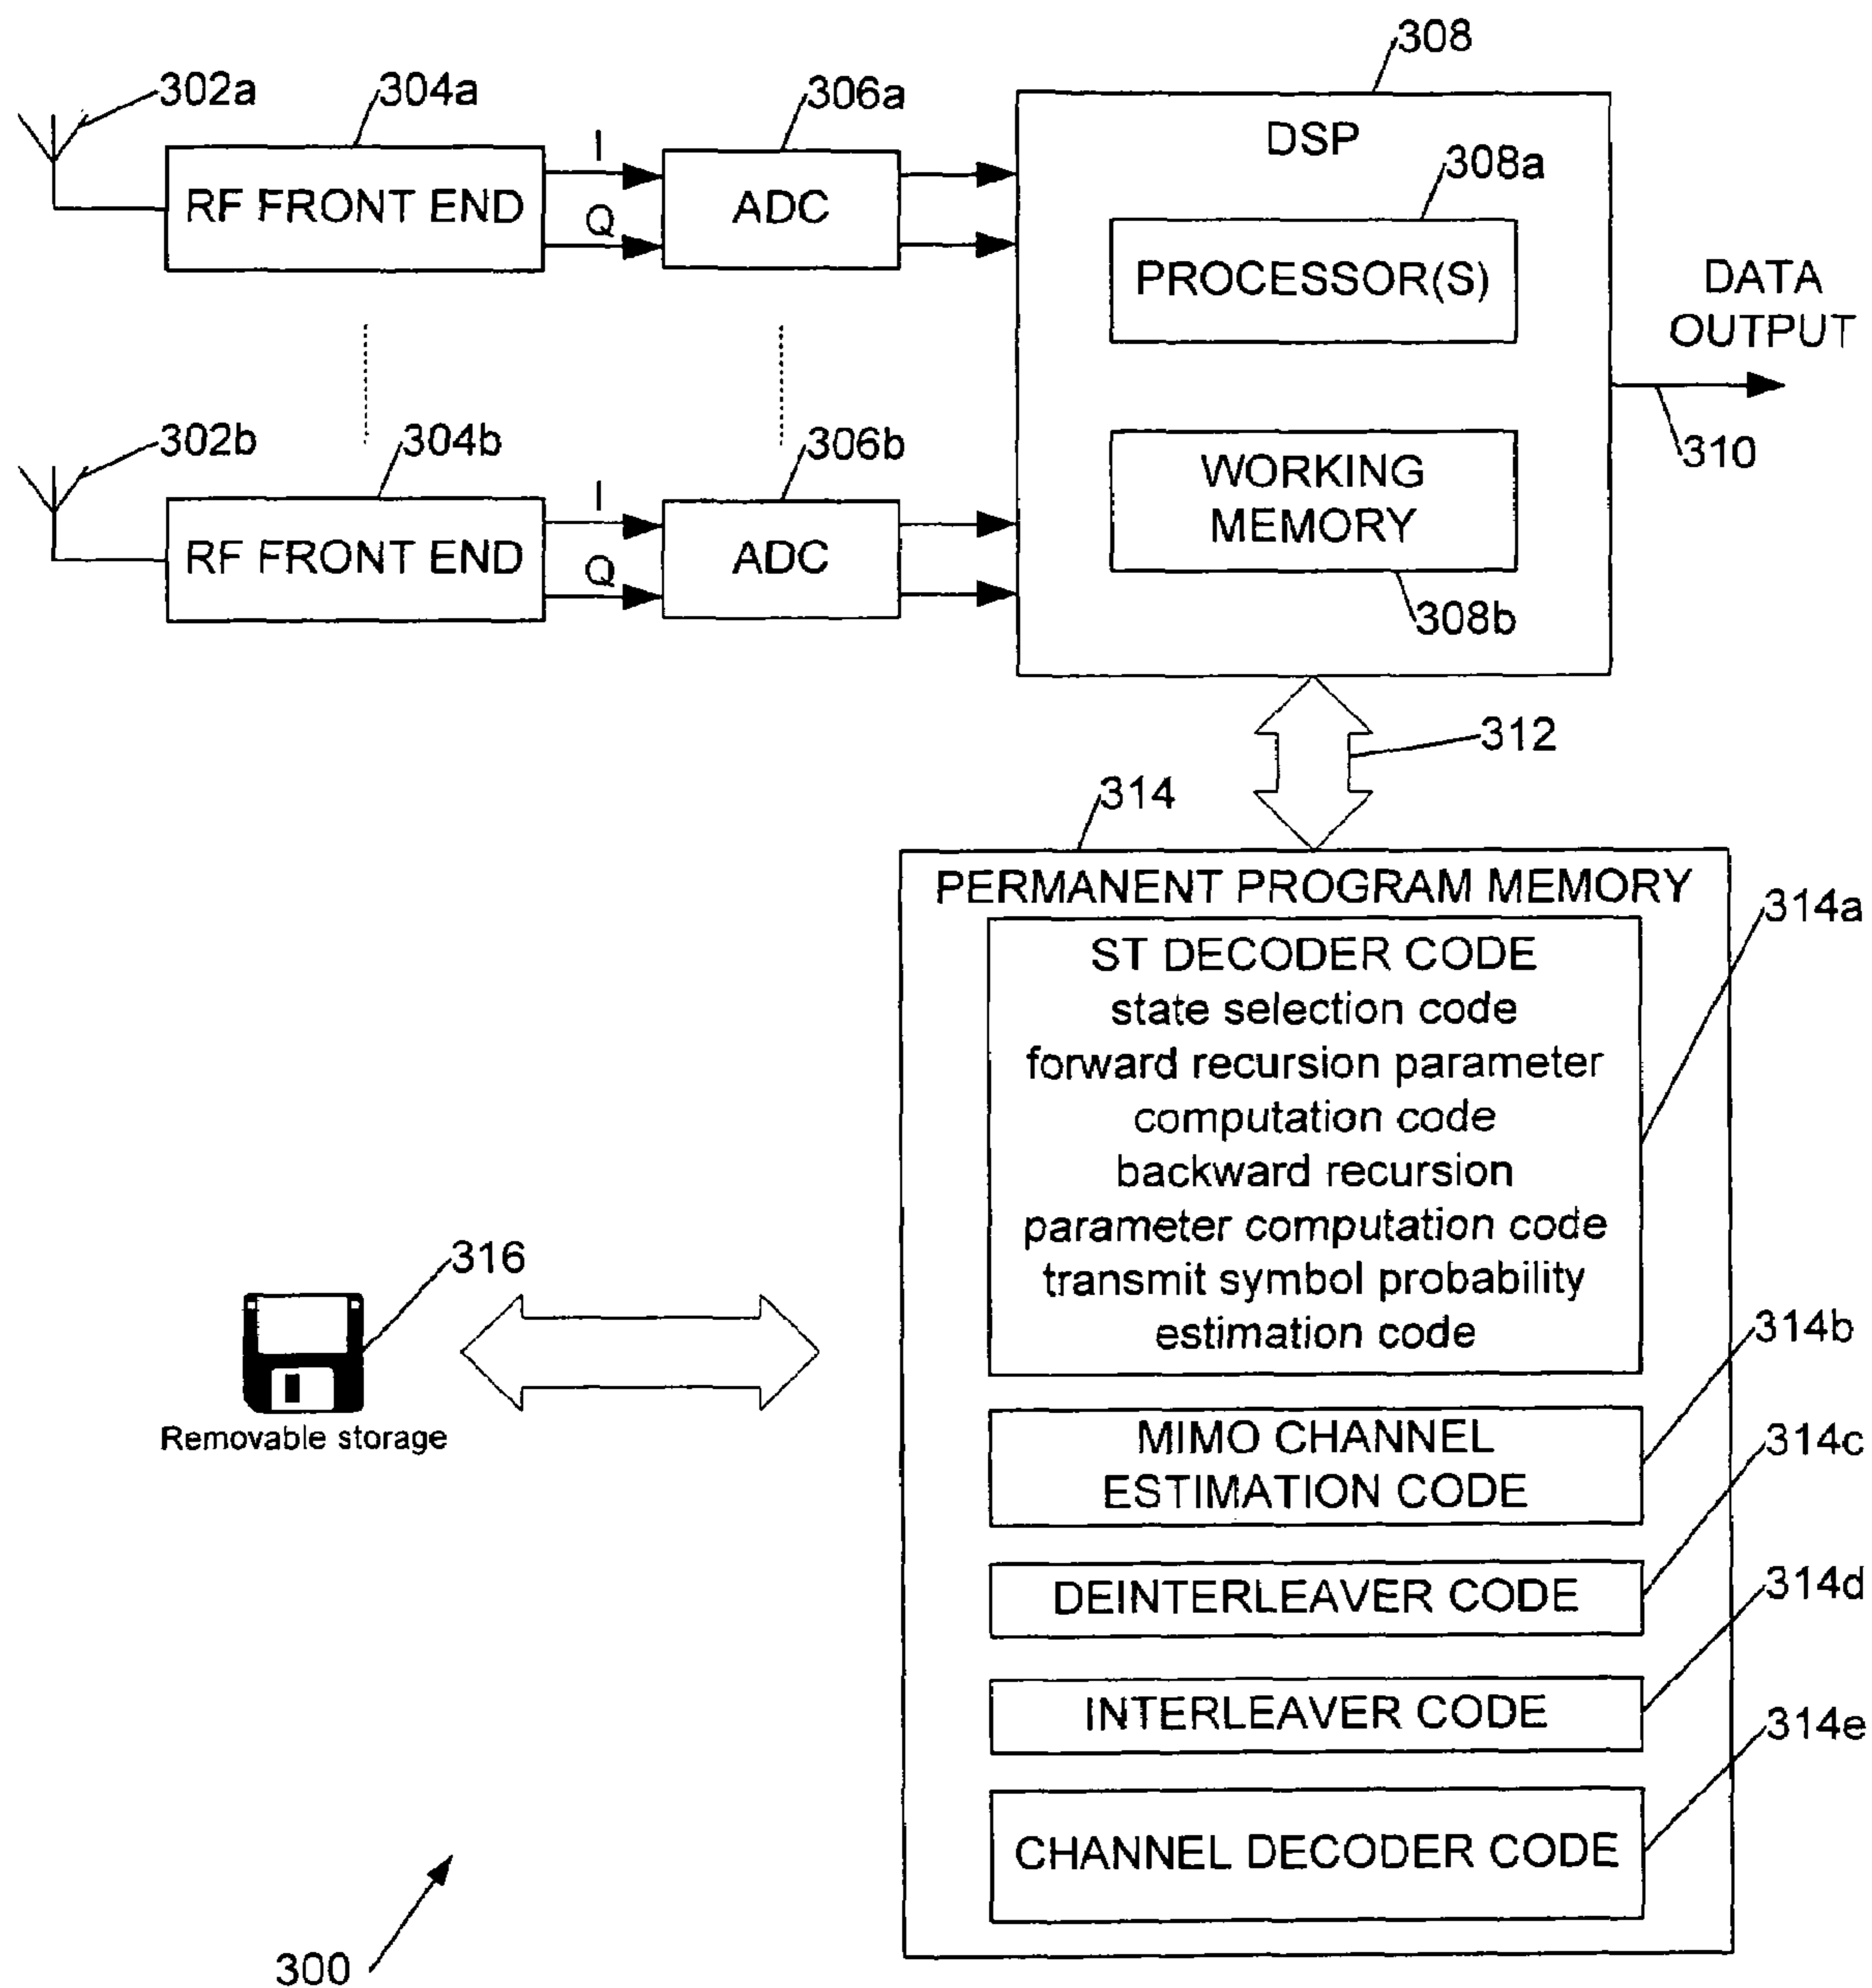 308
302a
304a
306a
DSP
I
308a
RF FRONT END
ADC
Q
PROCESSOR(S)
DATA
OUTPUT
302b
304b
306b
310
WORKING
MEMORY
I
RF FRONT END
ADC
Q
308b
312
314
PERMANENT PROGRAM MEMORY
314a
ST DECODER CODE
state selection code
forward recursion parameter
computation code
backward recursion
parameter computation code
transmit symbol probability
estimation code
316
Removable storage
314b
MIMO CHANNEL
ESTIMATION CODE
314c
DEINTERLEAVER CODE
314d
INTERLEAVER CODE
314e
CHANNEL DECODER CODE
300